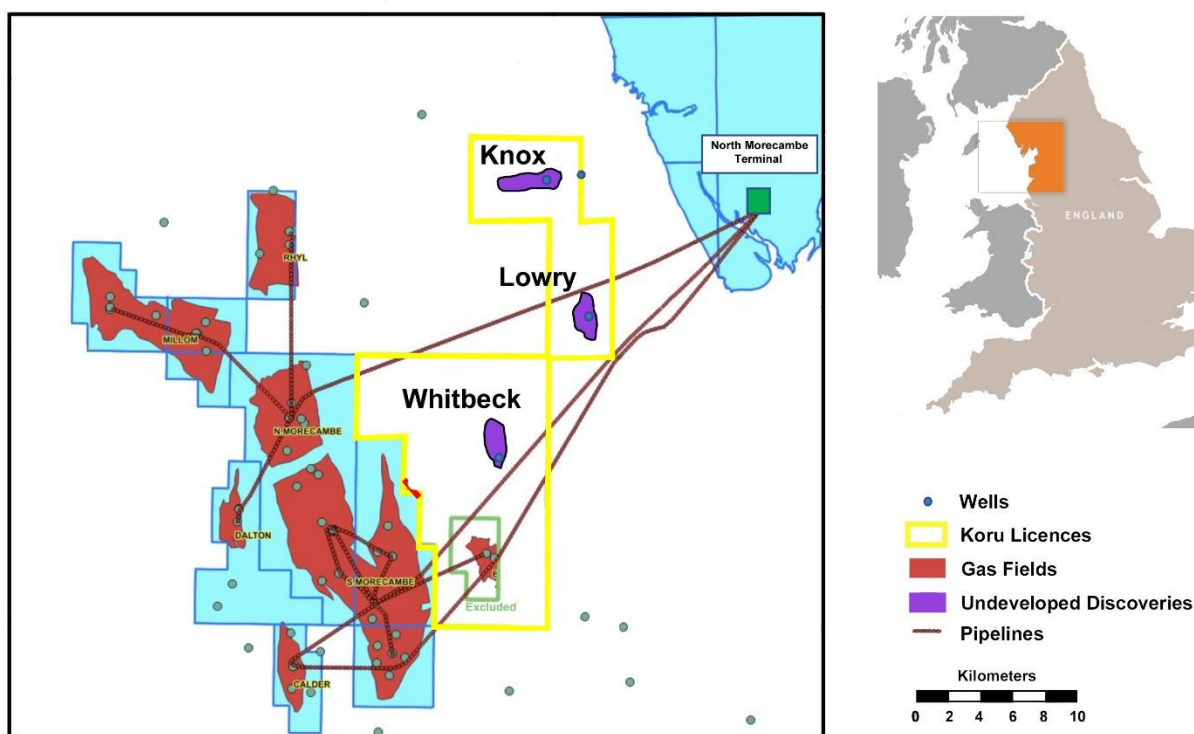 Knox
North Morecambe
Terminal
RHYL
Lowry
MILLOM
Whitbeck
N MORECAMBE
DALTON
S MORECAMBE
Excluded
CALDER
ENGLAND
Wells
Koru Licences
Gas Fields
Undeveloped Discoveries
Pipelines
Kilometers
0 2 4 6 8 10